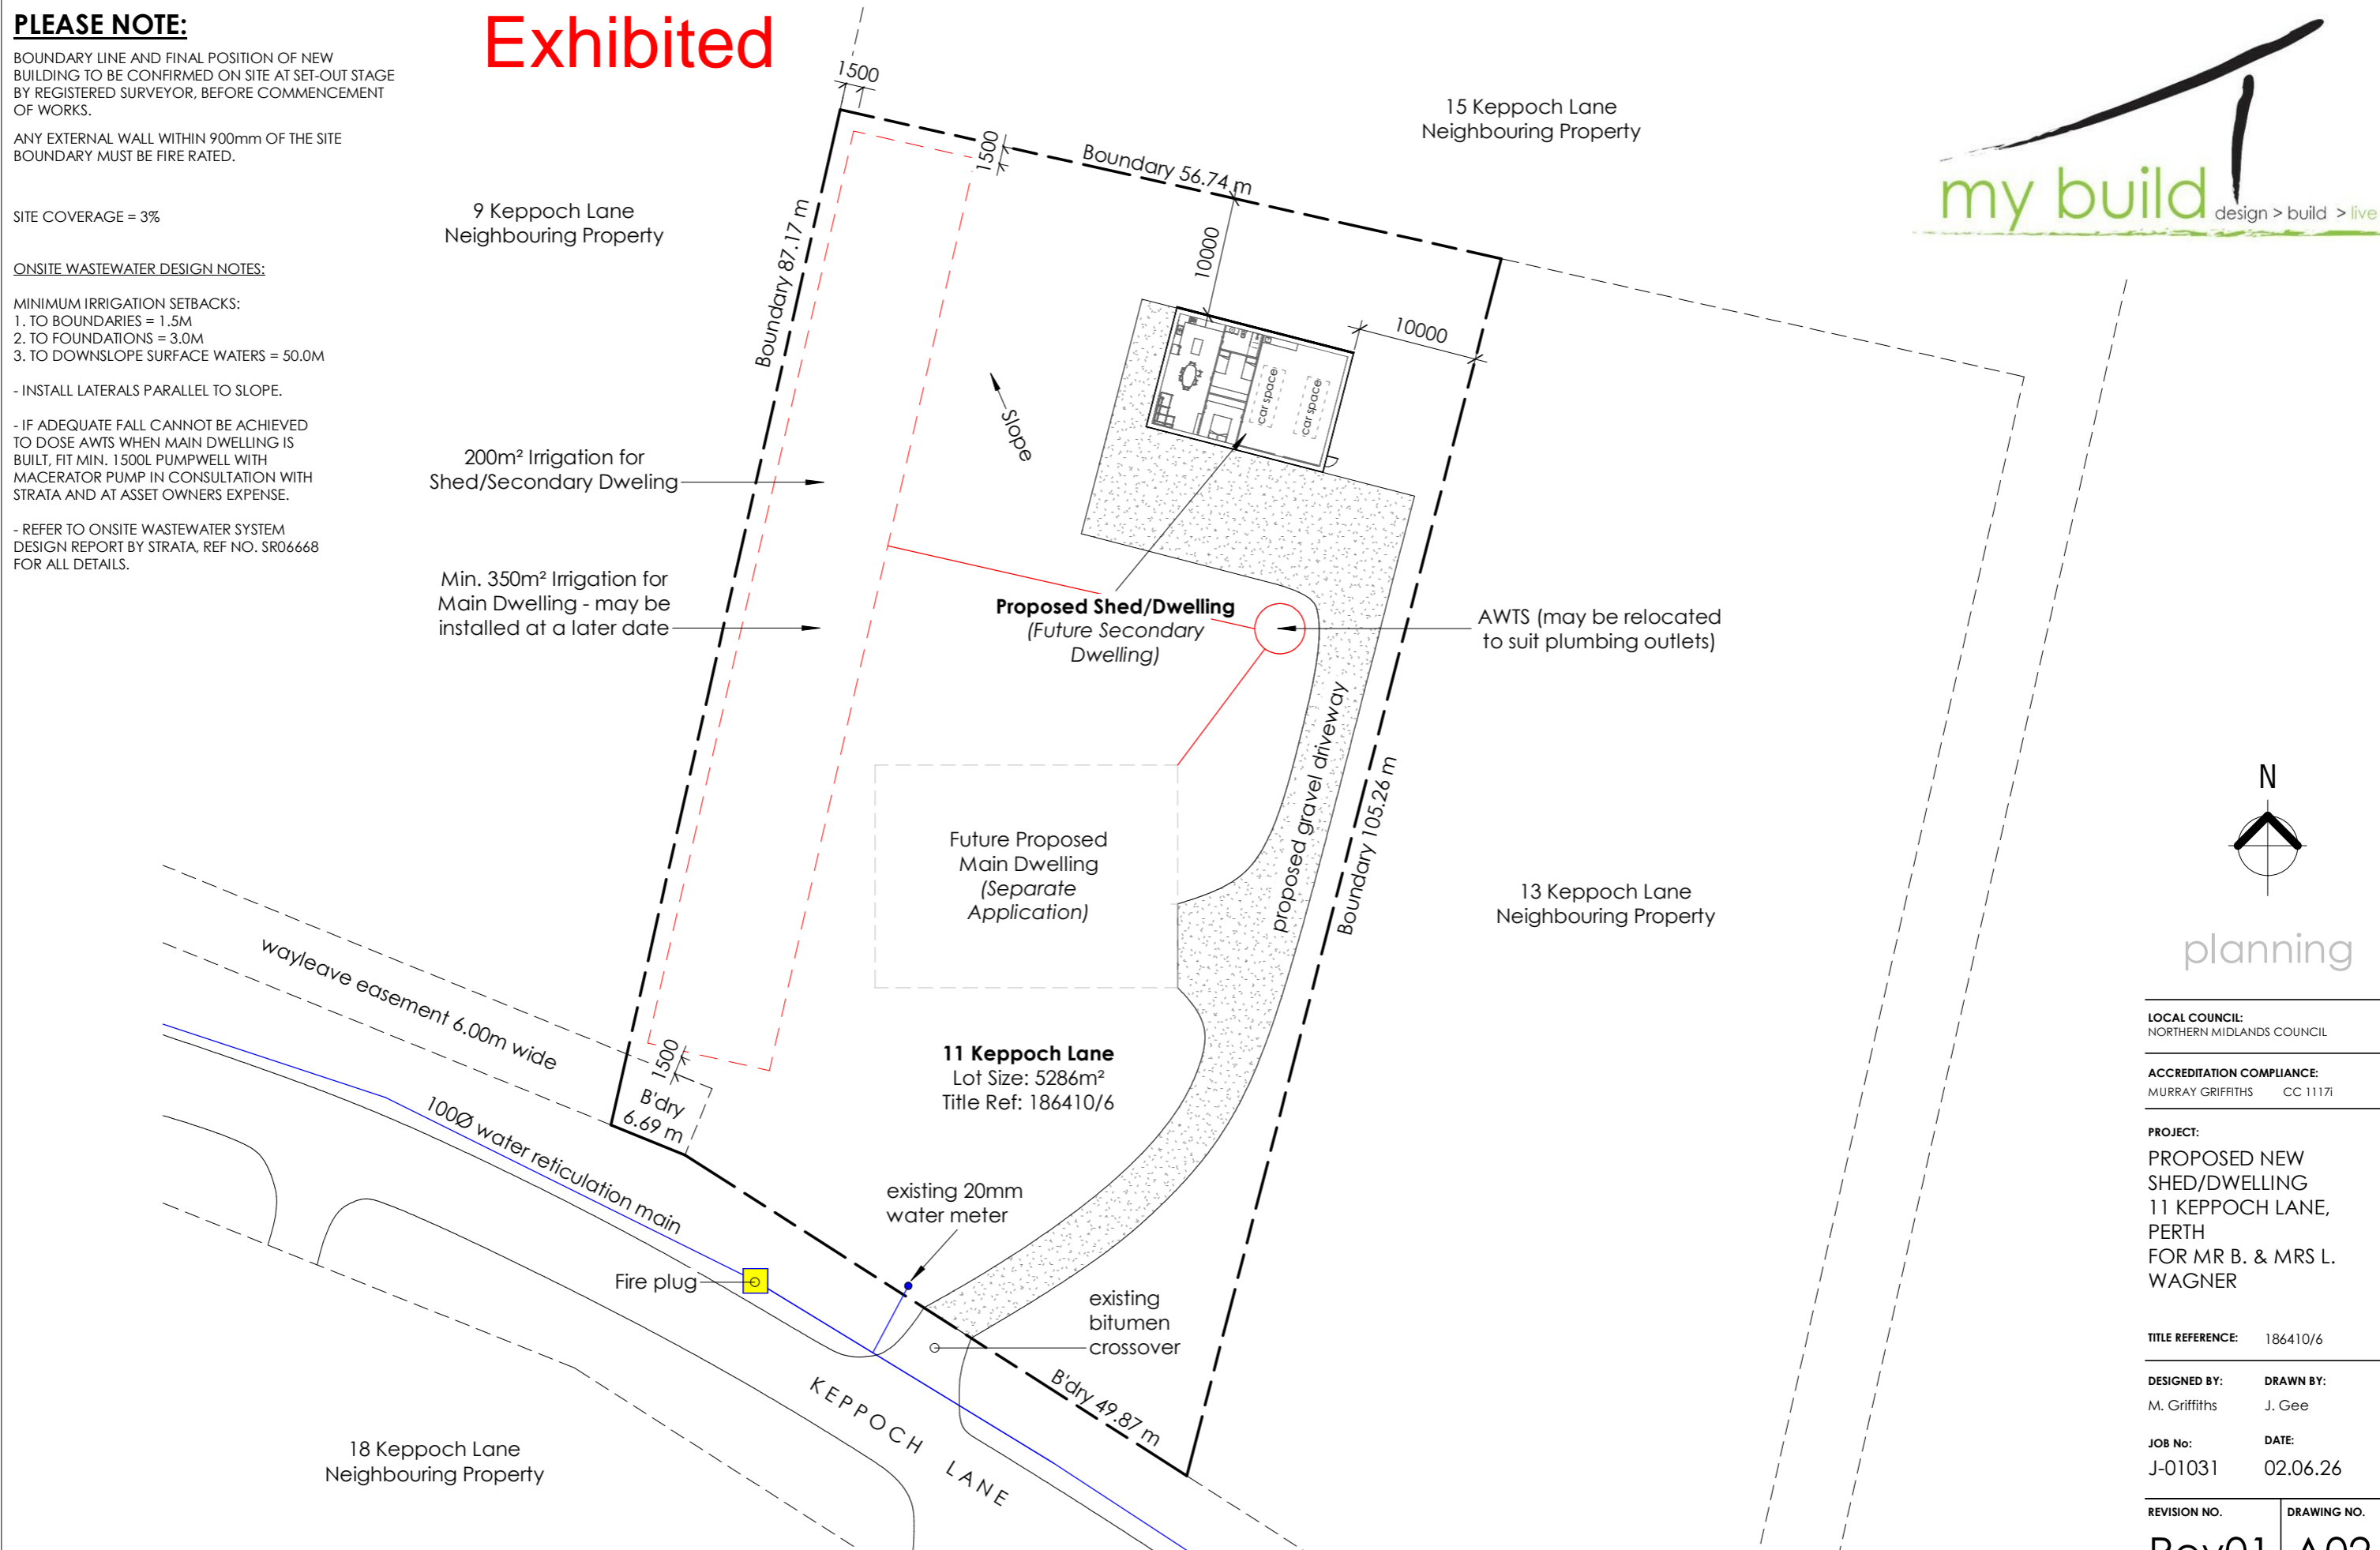 PLEASE NOTE:
BOUNDARY LINE AND FINAL POSITION OF NEW
BUILDING TO BE CONFIRMED ON SITE AT SET-OUT STAGE
BY REGISTERED SURVEYOR, BEFORE COMMENCEMENT
OF WORKS.
ANY EXTERNAL WALL WITHIN 900mm OF THE SITE
BOUNDARY MUST BE FIRE RATED.
SITE COVERAGE = 3%
ONSITE WASTEWATER DESIGN NOTES:
MINIMUM IRRIGATION SETBACKS:
1. TO BOUNDARIES = 1.5M
2. TO FOUNDATIONS = 3.0M
3. TO DOWNSLOPE SURFACE WATERS = 50.0M
- INSTALL LATERALS PARALLEL TO SLOPE.
- IF ADEQUATE FALL CANNOT BE ACHIEVED
TO DOSE AWTS WHEN MAIN DWELLING IS
BUILT, FIT MIN. 1500L PUMPWELL WITH
MACERATOR PUMP IN CONSULTATION WITH
STRATA AND AT ASSET OWNERS EXPENSE.
- REFER TO ONSITE WASTEWATER SYSTEM
DESIGN REPORT BY STRATA, REF NO. SR06668
FOR ALL DETAILS.
Exhibited
1500
1500
Boundary 56.74 m
15 Keppoch Lane
Neighbouring Property
my build
design > build > live
9 Keppoch Lane
Neighbouring Property
Boundary 87.17 m
10000
10000
car space
car space
Slope
200m² Irrigation for
Shed/Secondary Dweling
Min. 350m² Irrigation for
Main Dwelling - may be
installed at a later date
Proposed Shed/Dwelling
(Future Secondary
Dwelling)
AWTS (may be relocated
to suit plumbing outlets)
proposed gravel driveway
Boundary 105.26 m
Future Proposed
Main Dwelling
(Separate
Application)
13 Keppoch Lane
Neighbouring Property
wayleave easement 6.00m wide
1500
B'dry
6.69 m
11 Keppoch Lane
Lot Size: 5286m²
Title Ref: 186410/6
100Ø water reticulation main
existing 20mm
water meter
Fire plug
existing
bitumen
crossover
B'dry 49.87 m
KEPPOCH LANE
18 Keppoch Lane
Neighbouring Property
N
planning
LOCAL COUNCIL:
NORTHERN MIDLANDS COUNCIL
ACCREDITATION COMPLIANCE:
MURRAY GRIFFITHS CC 1117i
PROJECT:
PROPOSED NEW
SHED/DWELLING
11 KEPPOCH LANE,
PERTH
FOR MR B. & MRS L.
WAGNER
TITLE REFERENCE: 186410/6
DESIGNED BY: DRAWN BY:
M. Griffiths J. Gee
JOB No: DATE:
J-01031 02.06.26
REVISION NO. DRAWING NO.
Rev01 A02